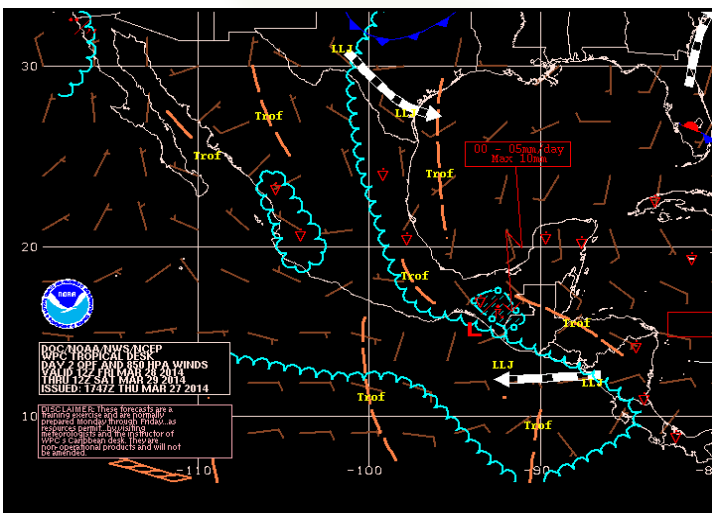 LLJ
30
LLJ
Trof
00 - 05mm/day
Max 10mm
Trof
Trof
20
Trof
Trof
L
NOAA
DOC/NOAA/NWS/NCEP
WPC TROPICAL DESK
DAY 2 QPF AND 850 HPA WINDS
VALID 12Z FRI MAR 28 2014
THRU 12Z SAT MAR 29 2014
ISSUED: 1747Z THU MAR 27 2014
LLJ
LLJ
Trof
Trof
10
DISCLAIMER: These forecasts are a
training exercise and are normally
prepared Monday through Friday...as
resources permit...by visiting
meteorologists and the instructor of
WPC's Caribbean desk. They are
non-operational products and will not
be amended.
-110
-100
-90
-8